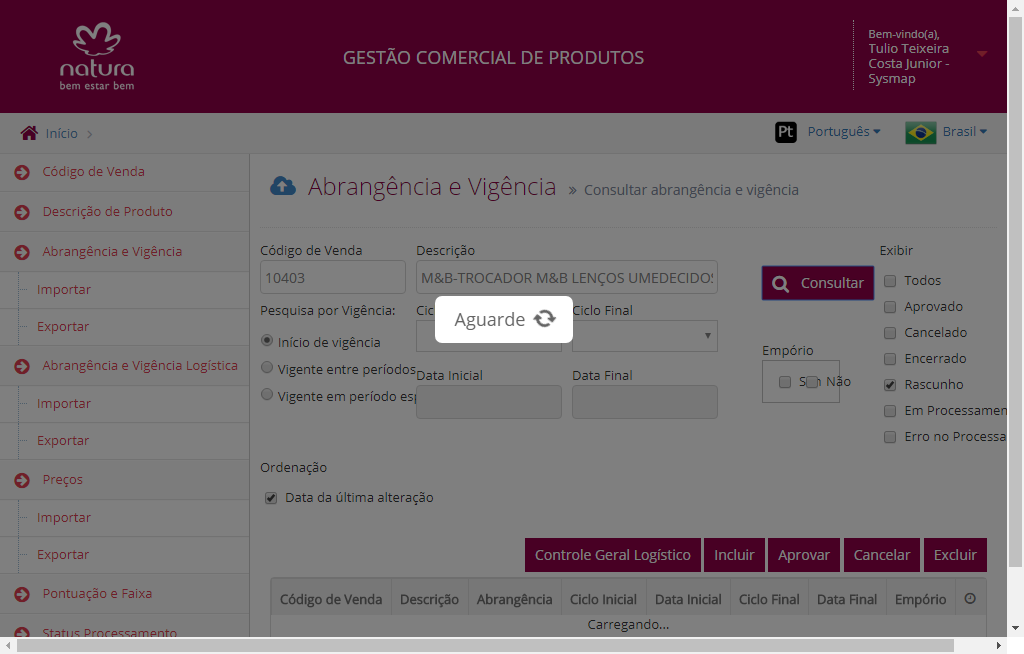 natura
bem estar bem
GESTÃO COMERCIAL DE PRODUTOS
Bem-vindo(a),
Tulio Teixeira
Costa Junior -
Sysmap
Início
Pt Português
Brasil
Código de Venda
Descrição de Produto
Abrangência e Vigência
Importar
Exportar
Abrangência e Vigência Logística
Importar
Exportar
Preços
Importar
Exportar
Pontuação e Faixa
Status Processamento
Abrangência e Vigência » Consultar abrangência e vigência
Código de Venda
10403
Descrição
M&B-TROCADOR M&B LENÇOS UMEDECIDOS
Consultar
Pesquisa por Vigência:
Início de vigência
Vigente entre períodos
Vigente em período esp
Cic
Ciclo Final
Aguarde
Data Inicial
Data Final
Empório
Não
Exibir
Todos
Aprovado
Cancelado
Encerrado
Rascunho
Em Processamen
Erro no Processa
Ordenação
Data da última alteração
Controle Geral Logístico
Incluir
Aprovar
Cancelar
Excluir
Código de Venda Descrição Abrangência Ciclo Inicial Data Inicial Ciclo Final Data Final Empório
Carregando...